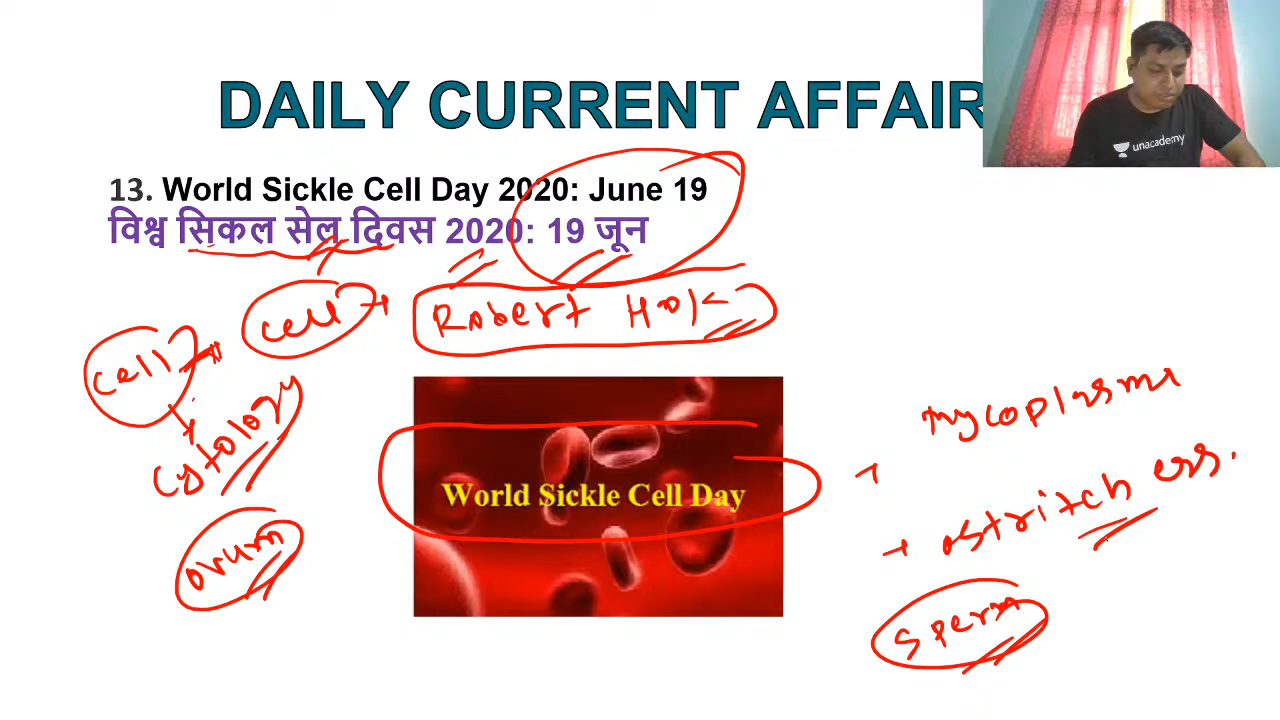 DAILY CURRENT AFFAIR
unacademy
13. World Sickle Cell Day 2020: June 19
विश्व सिकल सेल दिवस 2020: 19 जून
cell
Robert Hook
cell
cytology
ovum
World Sickle Cell Day
mycoplasma
ostrich
sperm